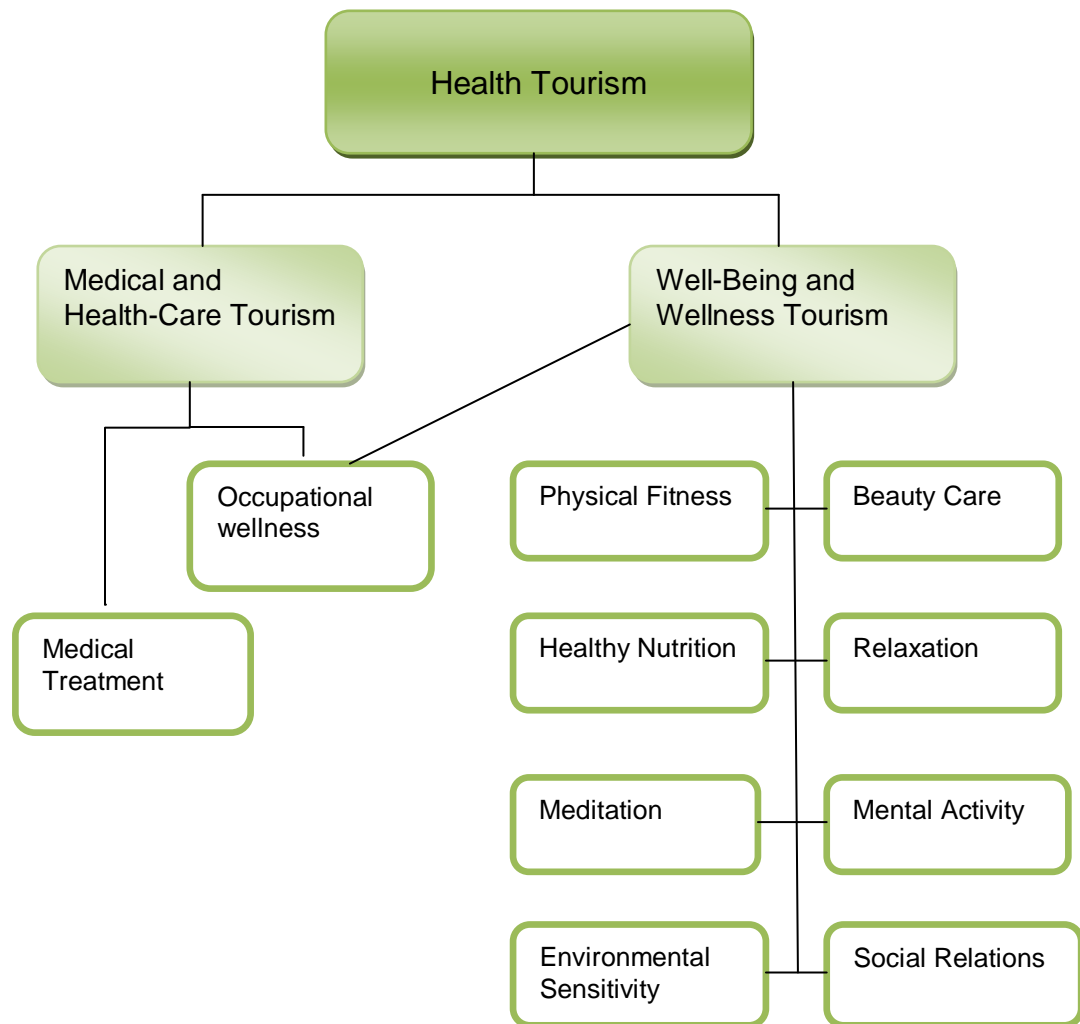 Health Tourism
Medical and
Health-Care Tourism
Well-Being and
Wellness Tourism
Occupational
wellness
Medical
Treatment
Physical Fitness
Beauty Care
Healthy Nutrition
Relaxation
Meditation
Mental Activity
Environmental
Sensitivity
Social Relations